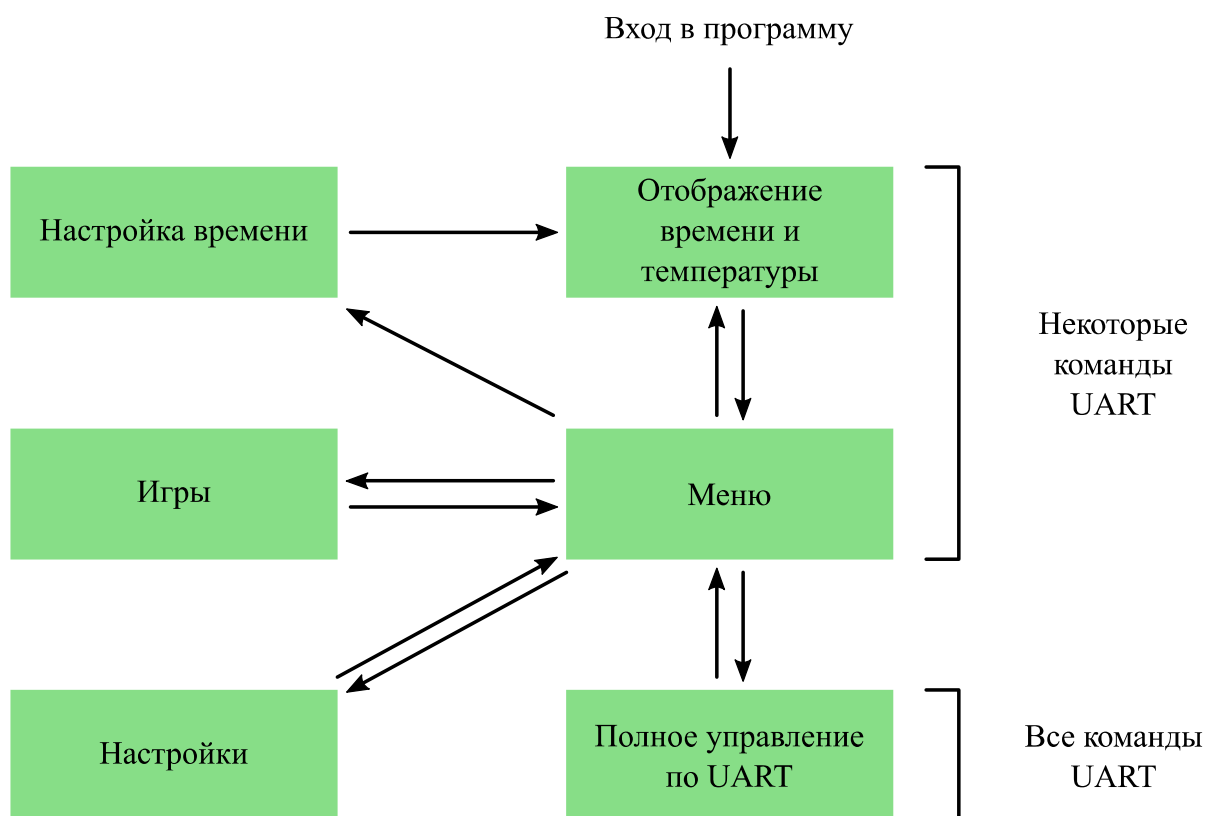 Вход в программу
Настройка времени
Отображение
времени и
температуры
Некоторые
команды
UART
Игры
Меню
Настройки
Полное управление
по UART
Все команды
UART